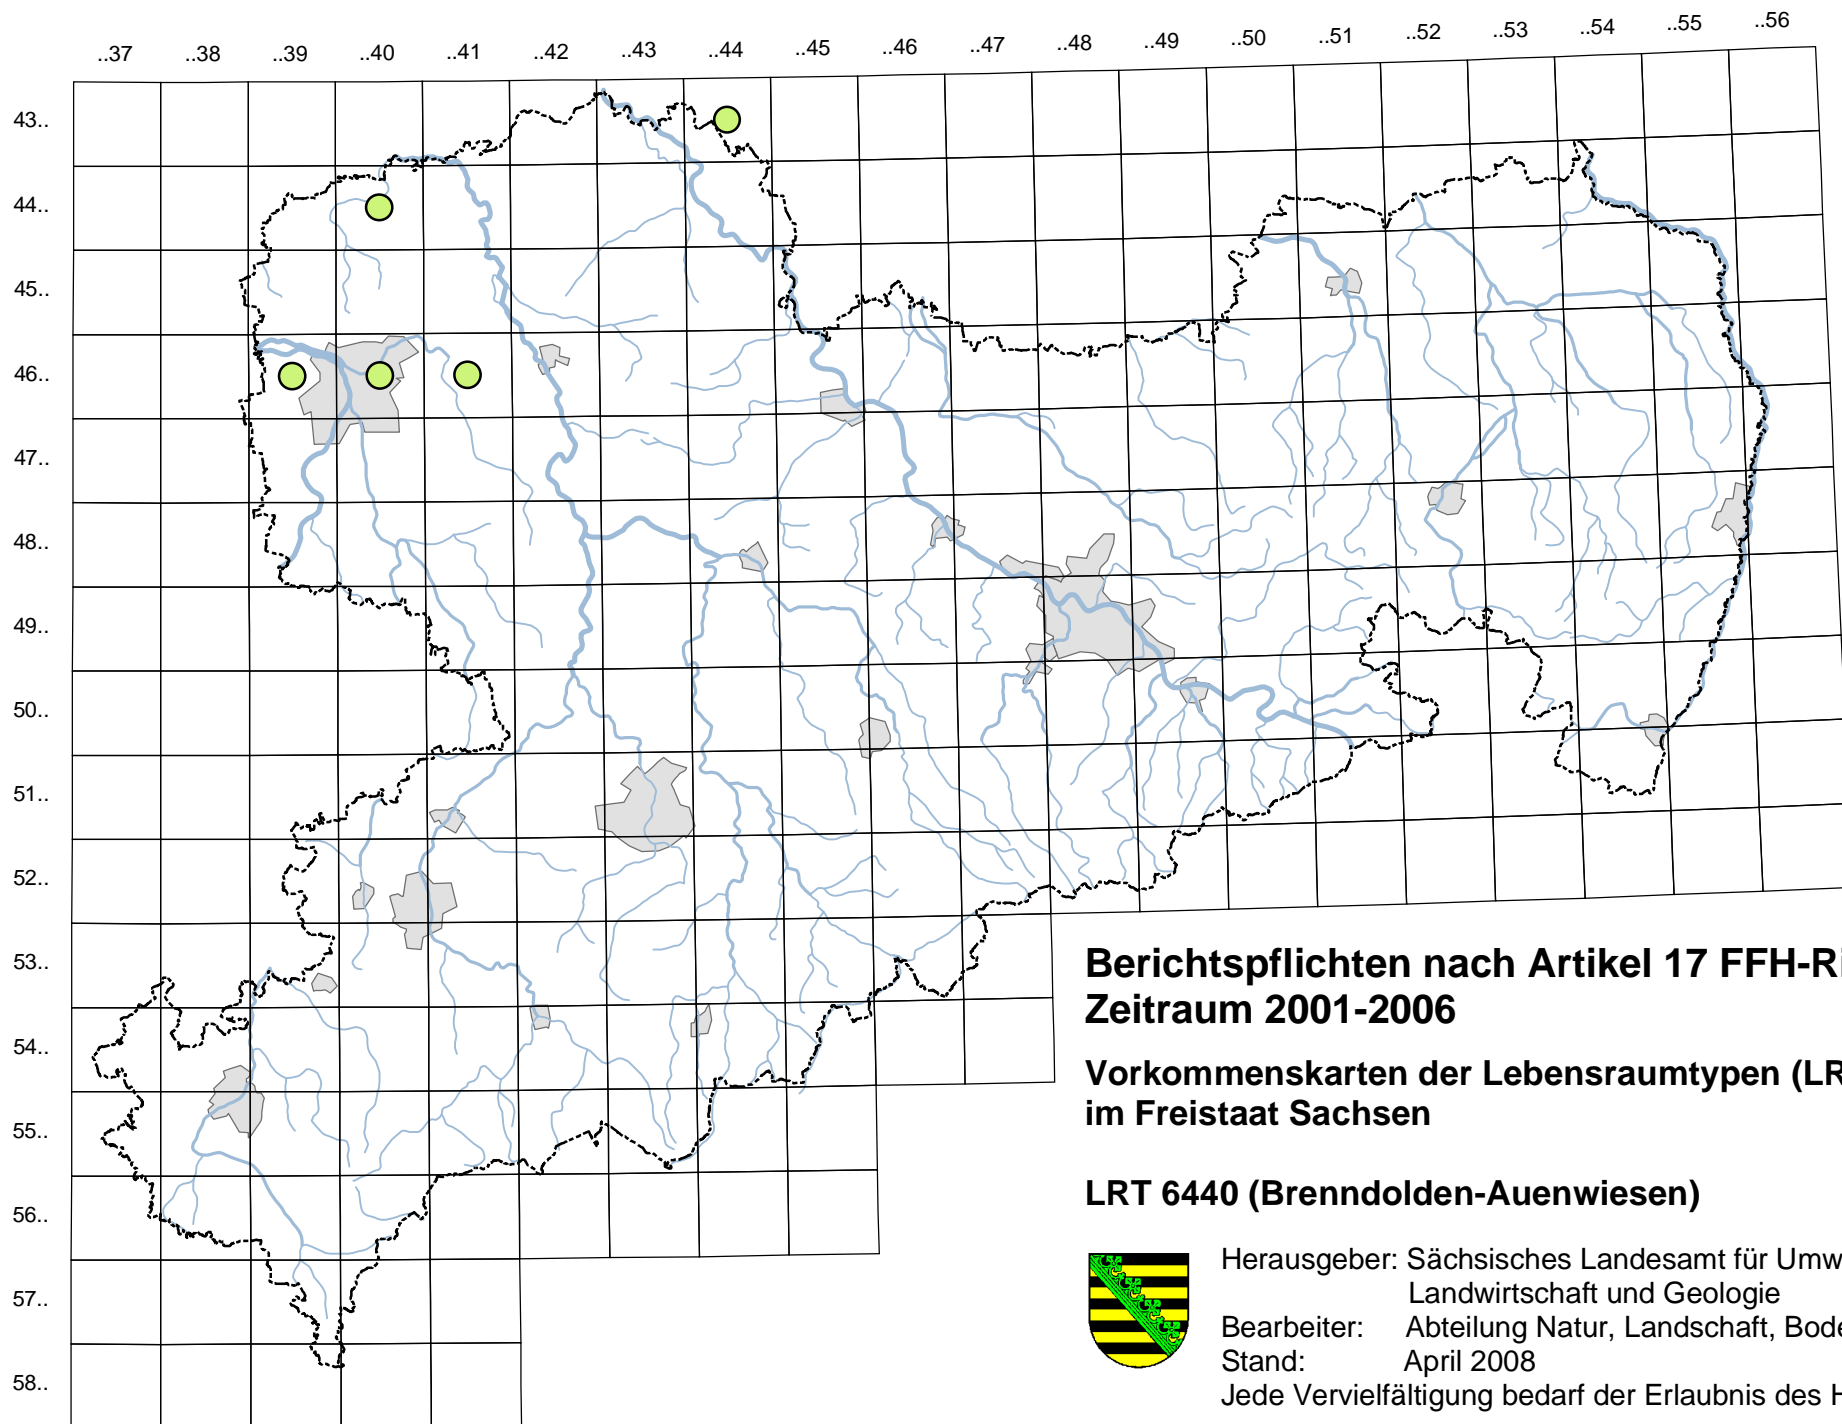 ..37 ..38 ..39 ..40 ..41 ..42 ..43 ..44 ..45 ..46 ..47 ..48 ..49 ..50 ..51 ..52 ..53 ..54 ..55 ..56
43..
44..
45..
46..
47..
48..
49..
50..
51..
52..
53..
54..
55..
56..
57..
58..
Berichtspflichten nach Artikel 17 FFH-Ri
Zeitraum 2001-2006
Vorkommenskarten der Lebensraumtypen (LR
im Freistaat Sachsen
LRT 6440 (Brenndolden-Auenwiesen)
Herausgeber: Sächsisches Landesamt für Umw
Landwirtschaft und Geologie
Bearbeiter: Abteilung Natur, Landschaft, Bode
Stand: April 2008
Jede Vervielfältigung bedarf der Erlaubnis des H